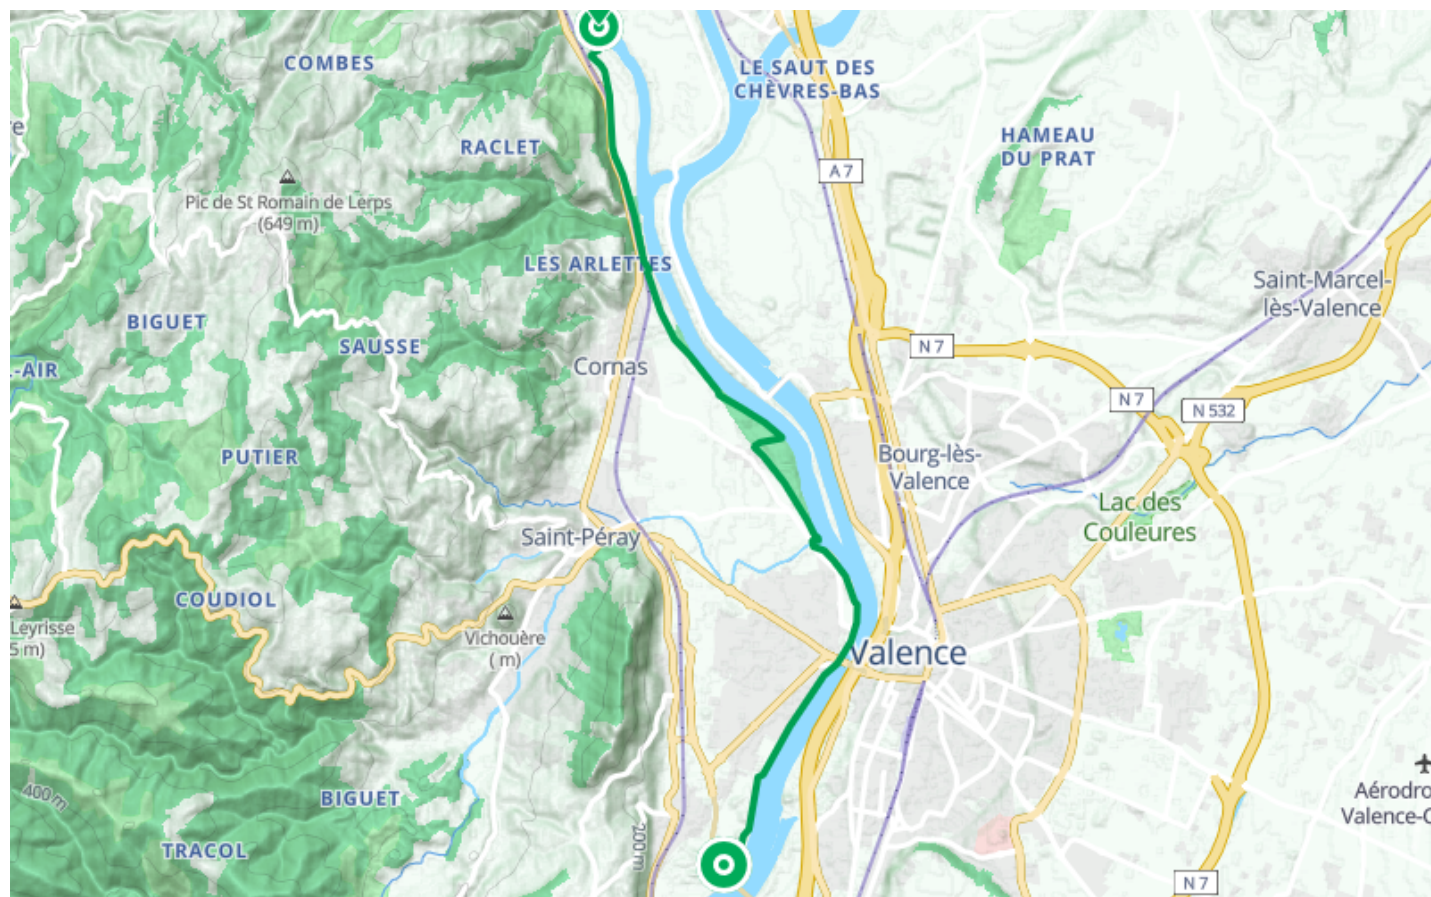 COMBES
LE SAUT DES
CHÈVRES-BAS
re
RACLET
HAMEAU
DU PRAT
A 7
Pic de St Romain de Lerps
(649 m)
LES ARLETTES
Saint-Marcel-
lès-Valence
BIGUET
SAUSSE
N 7
Cornas
-AIR
N 7
N 532
PUTIER
Bourg-lès-
Valence
Lac des
Couleures
Saint-Péray
COUDIOL
Leyrisse
5 m)
Vichouère
( m)
Valence
400 m
BIGUET
Aérodro
Valence-C
200 m
TRACOL
N 7